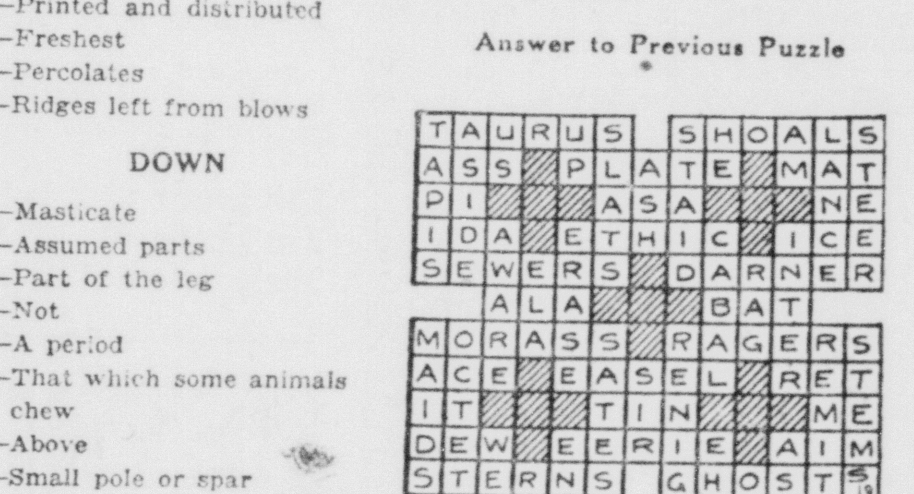 –Printed and distributed
–Freshest
–Percolates
–Ridges left from blows
DOWN
–Masticate
–Assumed parts
–Part of the leg
–Not
–A period
–That which some animals
chew
–Above
–Small pole or spar
Answer to Previous Puzzle
TAURUS SHOALS
ASS PLATE MAT
PI ASA NE
IDA ETHIC ICE
SEWERS DARNER
ALA BAT
MORASS RAGERS
ACE EASEL RET
IT TIN ME
DEW EERIE AIM
STERNS GHOSTS